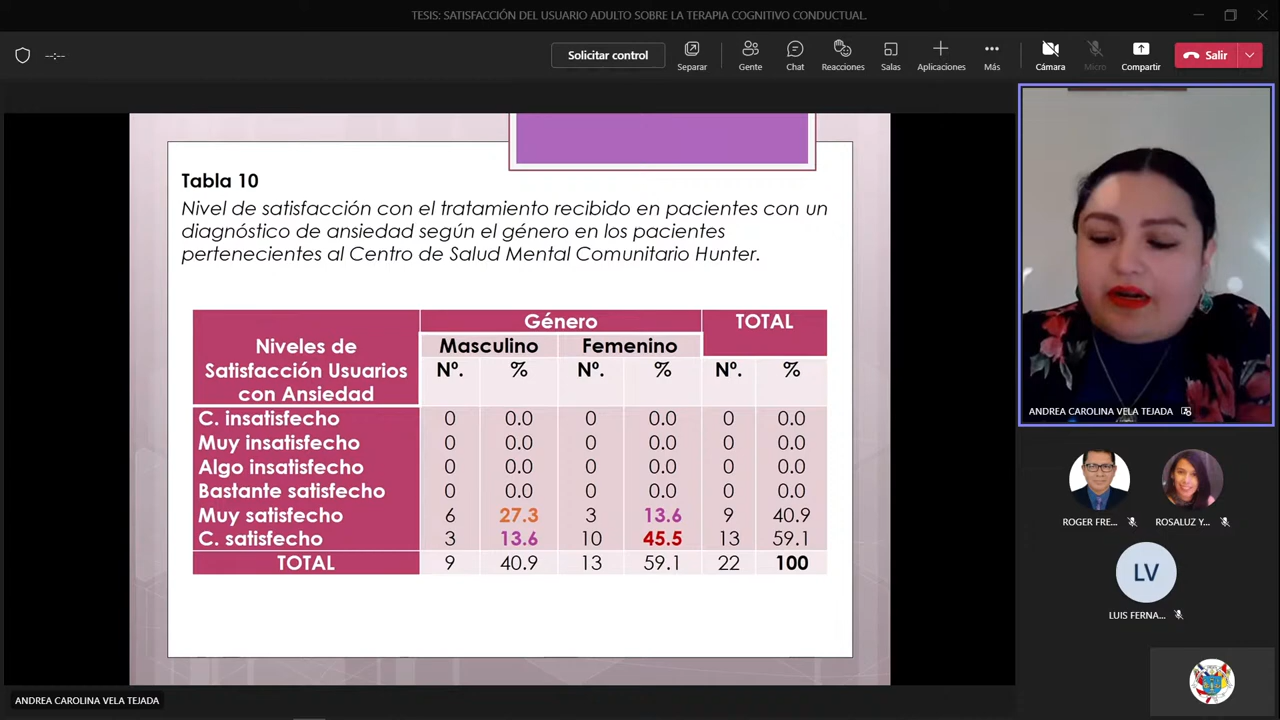 TESIS: SATISFACCIÓN DEL USUARIO ADULTO SOBRE LA TERAPIA COGNITIVO CONDUCTUAL.
--:--
Solicitar control
Separar
Gente
Chat
Reacciones
Salas
Aplicaciones
Más
Cámara
Micro
Compartir
Salir
Tabla 10
Nivel de satisfacción con el tratamiento recibido en pacientes con un
diagnóstico de ansiedad según el género en los pacientes
pertenecientes al Centro de Salud Mental Comunitario Hunter.
Niveles de
Satisfacción Usuarios
con Ansiedad
Género
TOTAL
Masculino
Femenino
Nº. % Nº. % Nº. %
C. insatisfecho 0 0.0 0 0.0 0 0.0
Muy insatisfecho 0 0.0 0 0.0 0 0.0
Algo insatisfecho 0 0.0 0 0.0 0 0.0
Bastante satisfecho 0 0.0 0 0.0 0 0.0
Muy satisfecho 6 27.3 3 13.6 9 40.9
C. satisfecho 3 13.6 10 45.5 13 59.1
TOTAL 9 40.9 13 59.1 22 100
ANDREA CAROLINA VELA TEJADA
ROGER FRE...
ROSALUZ Y...
LV
LUIS FERNA...
ANDREA CAROLINA VELA TEJADA